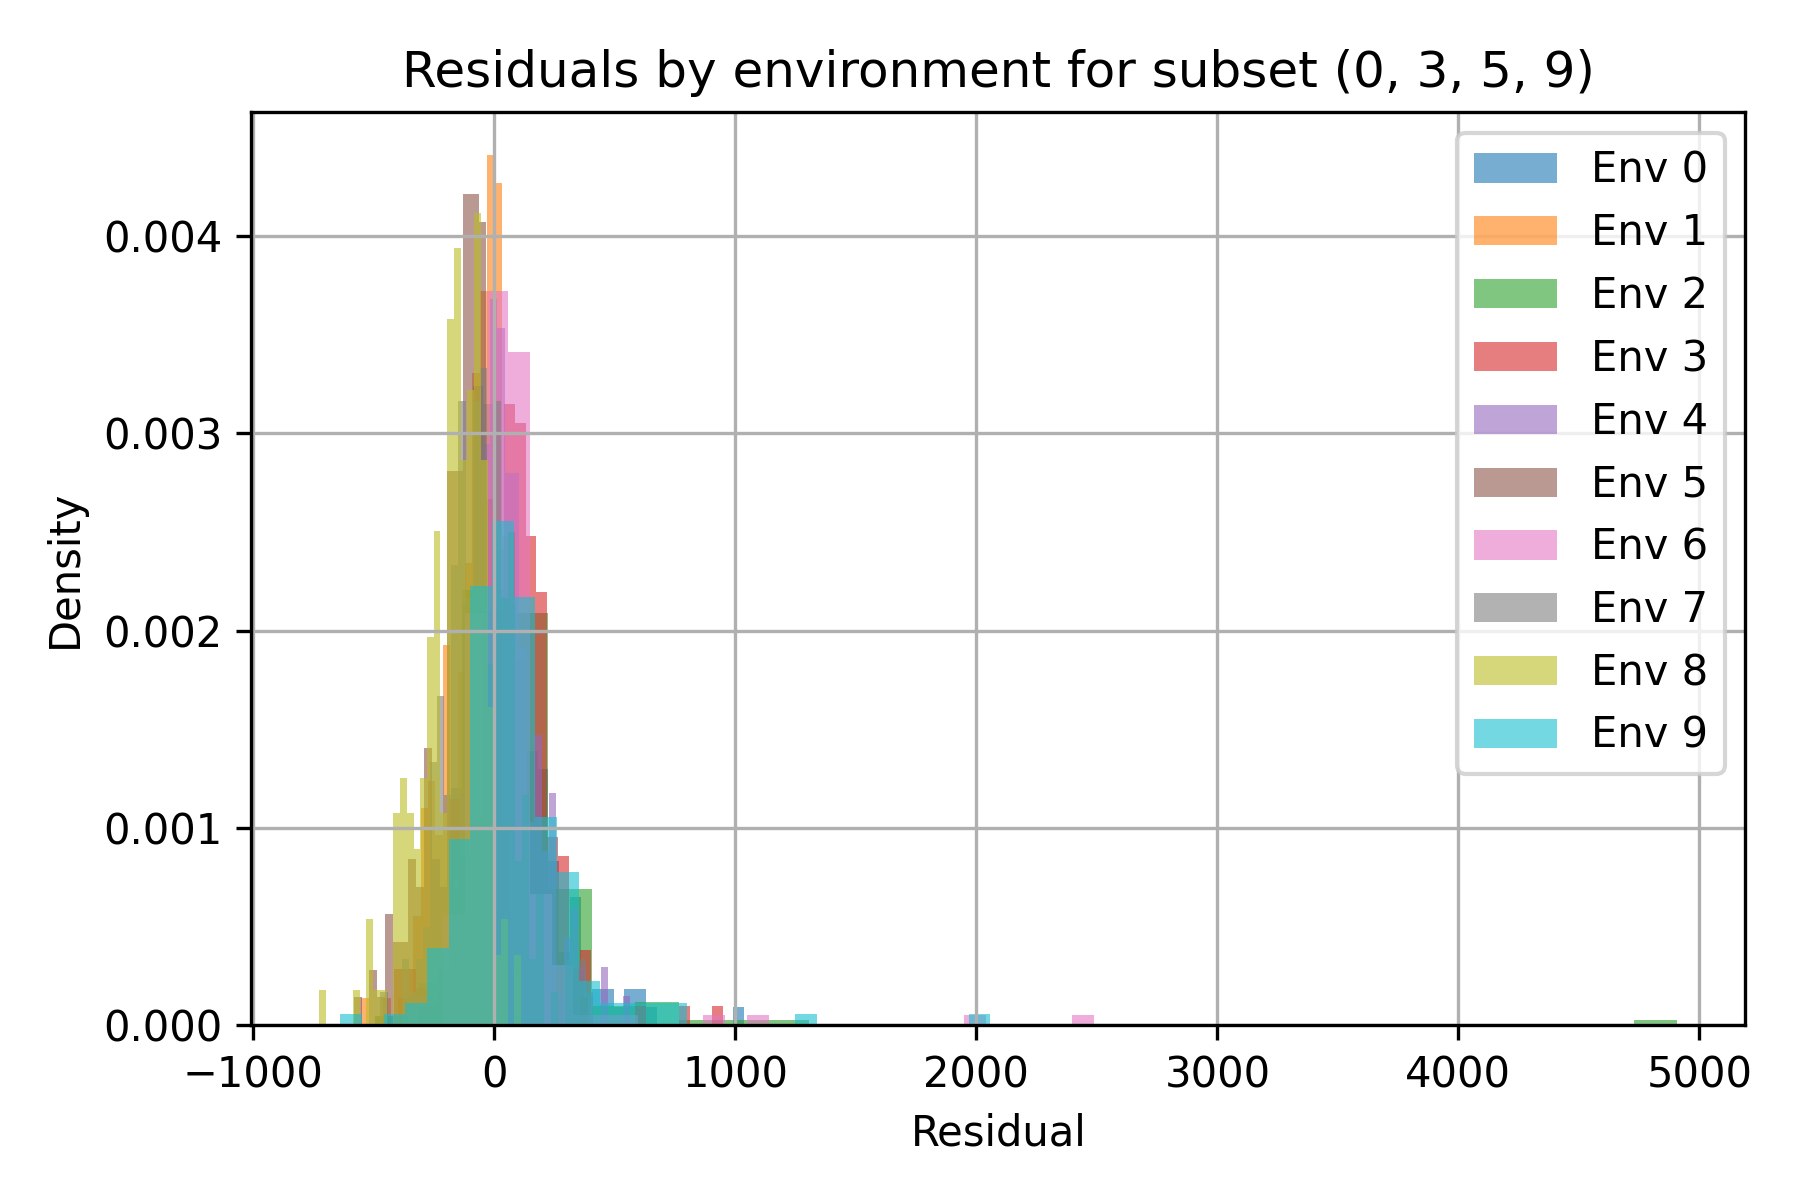 Residuals by environment for subset (0, 3, 5, 9)
Density
0.004
0.003
0.002
0.001
0.000
−1000
0
1000
2000
3000
4000
5000
Residual
Env 0
Env 1
Env 2
Env 3
Env 4
Env 5
Env 6
Env 7
Env 8
Env 9